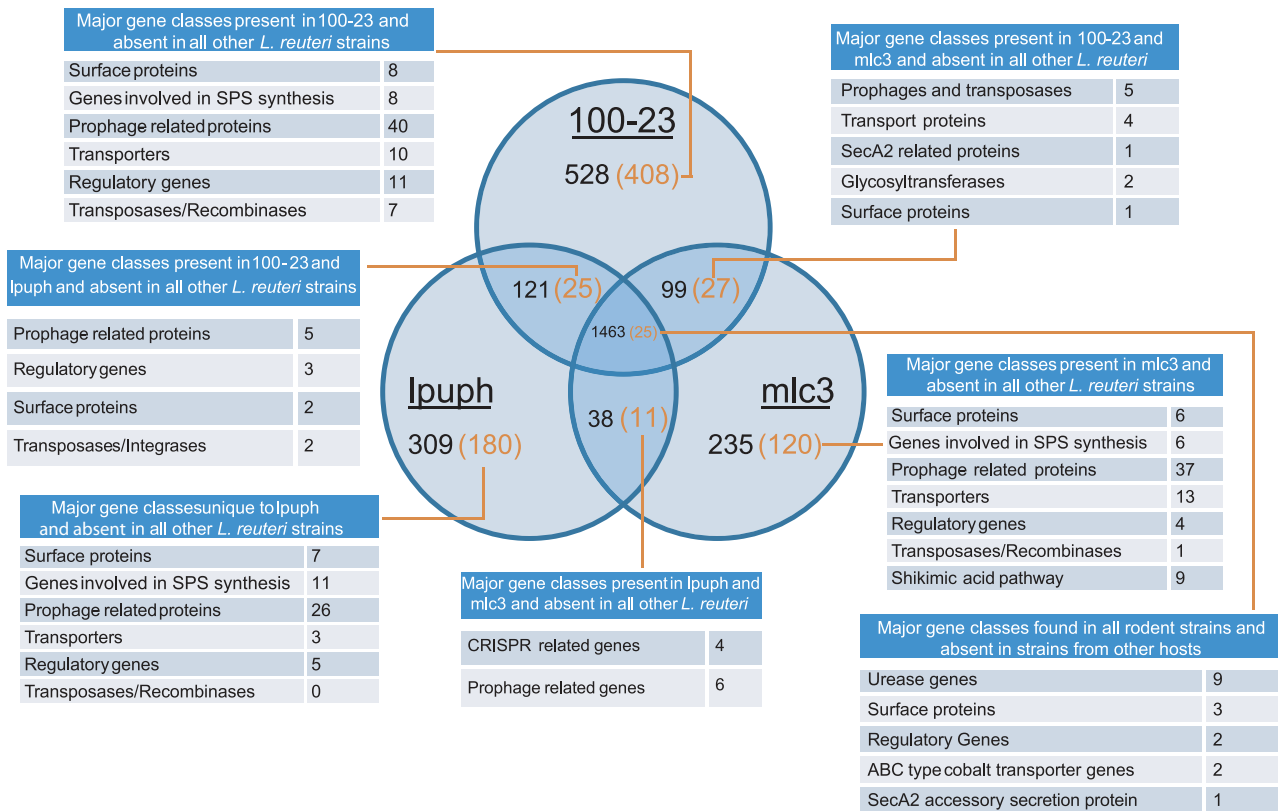 Major gene classes present in 100-23 and
absent in all other L. reuteri strains
Surface proteins 8
Genes involved in SPS synthesis 8
Prophage related proteins 40
Transporters 10
Regulatory genes 11
Transposases/Recombinases 7
Major gene classes present in 100-23 and
mlc3 and absent in all other L. reuteri
Prophages and transposases 5
Transport proteins 4
SecA2 related proteins 1
Glycosyltransferases 2
Surface proteins 1
100-23
528 (408)
Major gene classes present in 100-23 and
lpuph and absent in all other L. reuteri strains
Prophage related proteins 5
Regulatory genes 3
Surface proteins 2
Transposases/Integrases 2
121 (25)
99 (27)
1463 (25)
lpuph
309 (180)
38 (11)
mlc3
235 (120)
Major gene classes present in mlc3 and
absent in all other L. reuteri strains
Surface proteins 6
Genes involved in SPS synthesis 6
Prophage related proteins 37
Transporters 13
Regulatory genes 4
Transposases/Recombinases 1
Shikimic acid pathway 9
Major gene classesunique to lpuph
and absent in all other L. reuteri strains
Surface proteins 7
Genes involved in SPS synthesis 11
Prophage related proteins 26
Transporters 3
Regulatory genes 5
Transposases/Recombinases 0
Major gene classes present in lpuph and
mlc3 and absent in all other L. reuteri
CRISPR related genes 4
Prophage related genes 6
Major gene classes found in all rodent strains and
absent in strains from other hosts
Urease genes 9
Surface proteins 3
Regulatory Genes 2
ABC type cobalt transporter genes 2
SecA2 accessory secretion protein 1